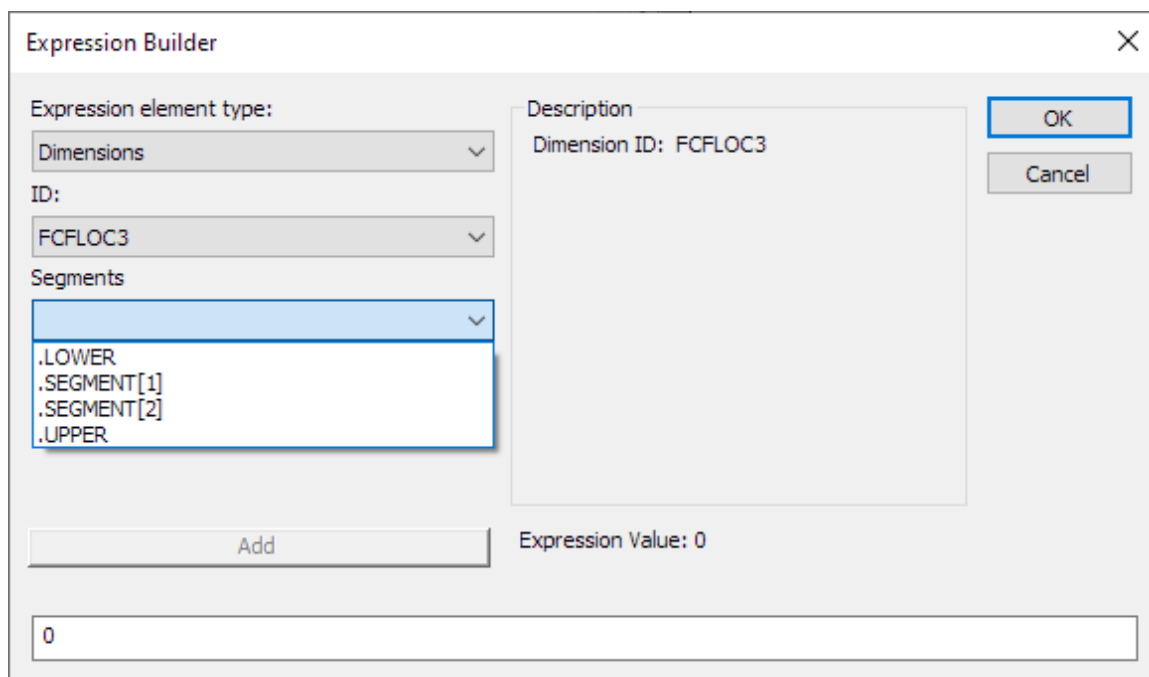 Expression Builder
Expression element type:
Dimensions
ID:
FCFLOC3
Segments
.LOWER
.SEGMENT[1]
.SEGMENT[2]
.UPPER
Add
Description
Dimension ID: FCFLOC3
Expression Value: 0
OK
Cancel
0